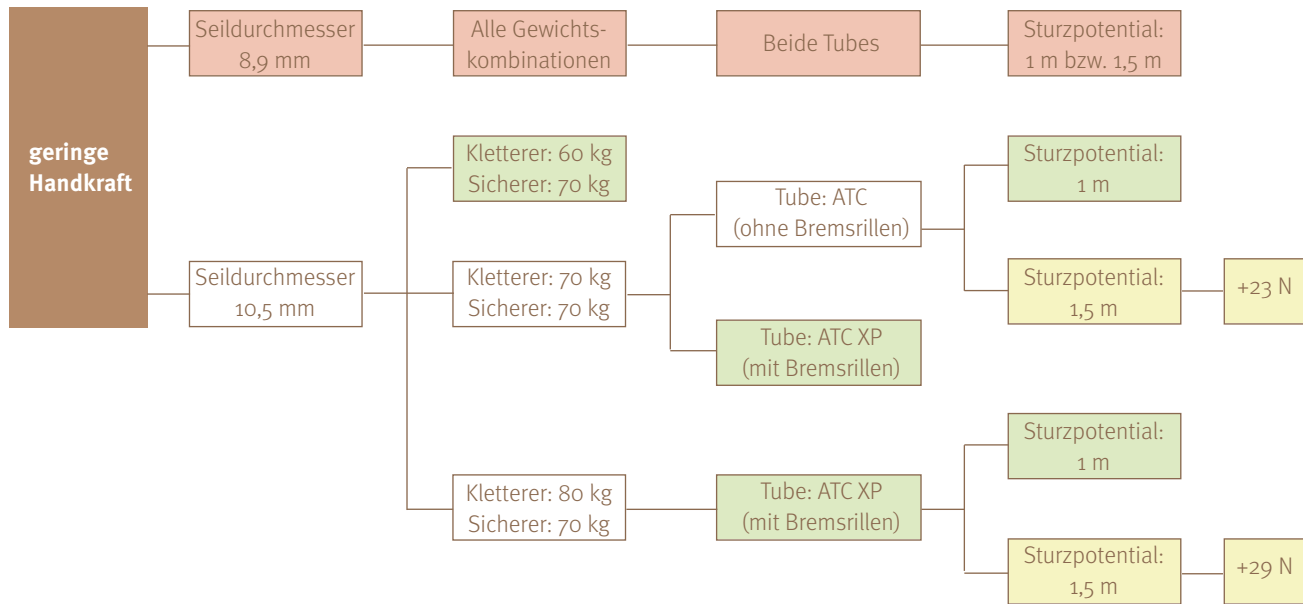 geringe
Handkraft
Seildurchmesser
8,9 mm
Alle Gewichts-
kombinationen
Beide Tubes
Sturzpotential:
1 m bzw. 1,5 m
Seildurchmesser
10,5 mm
Kletterer: 60 kg
Sicherer: 70 kg
Kletterer: 70 kg
Sicherer: 70 kg
Tube: ATC
(ohne Bremsrillen)
Sturzpotential:
1 m
Sturzpotential:
1,5 m
+23 N
Tube: ATC XP
(mit Bremsrillen)
Kletterer: 80 kg
Sicherer: 70 kg
Tube: ATC XP
(mit Bremsrillen)
Sturzpotential:
1 m
Sturzpotential:
1,5 m
+29 N